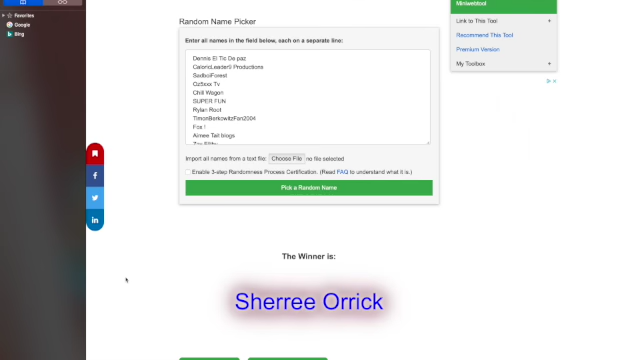 Favorites
Google
Bing
Random Name Picker
Enter all names in the field below, each on a separate line:
Dennis El Tio De paz
CaloricLeader9 Productions
SadboiForest
Oz5xxx Tv
Chill Wagon
SUPER FUN
Rylan Root
TimonBerkowitzFan2004
Fox !
Aimee Tall blogs
Import all names from a text file: Choose File no file selected
Enable 3-step Randomness Process Certification. (Read FAQ to understand what it is.)
Pick a Random Name
The Winner is:
Sherree Orrick
Miniwebtool
Link to This Tool +
Recommend This Tool
Premium Version
My Toolbox +